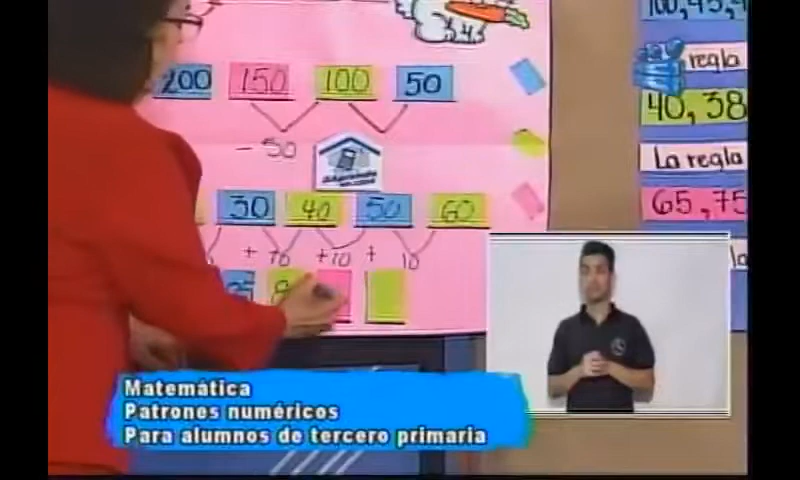 100, 45, 4
200 150 100 50
regla
40, 38
- 50
La regla
30 40 50 60
65, 75
+ 10 + 10 + 10
Matemática
Patrones numéricos
Para alumnos de tercero primaria